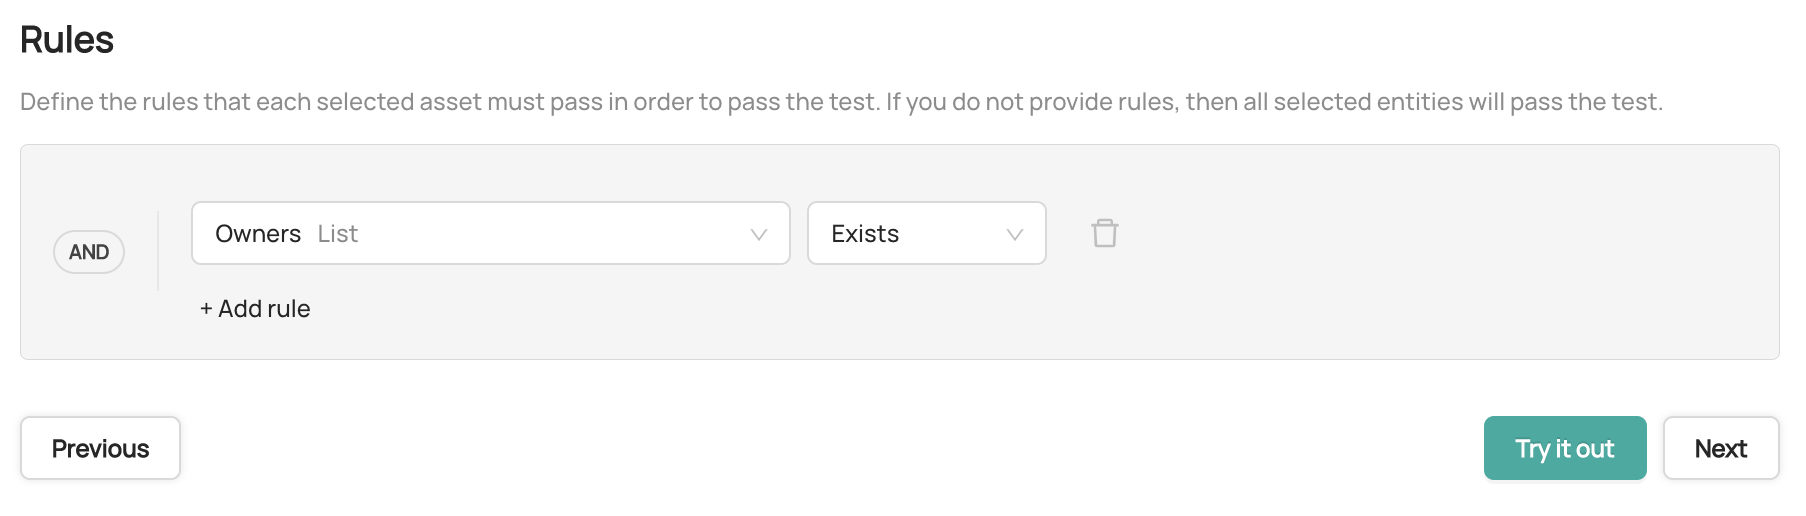 Rules
Define the rules that each selected asset must pass in order to pass the test. If you do not provide rules, then all selected entities will pass the test.
AND
Owners List
Exists
+ Add rule
Previous
Try it out
Next